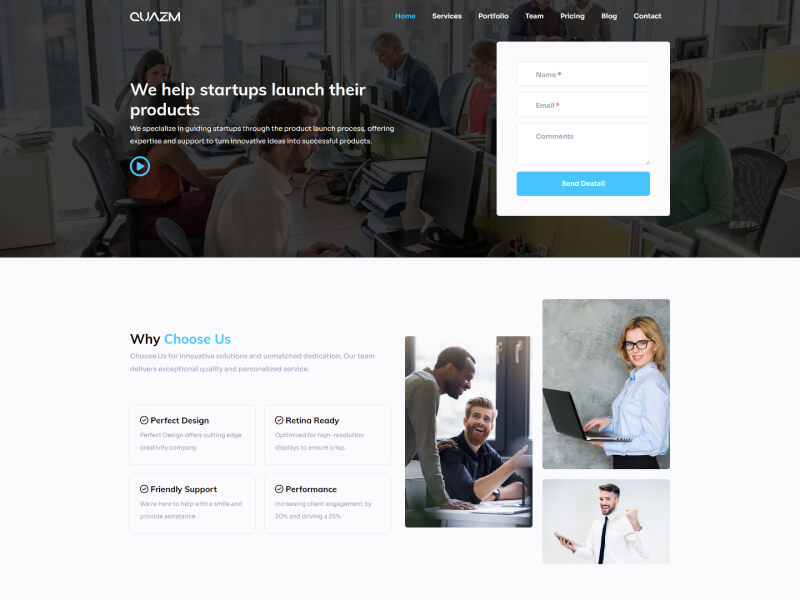 QUAZM
Home Services Portfolio Team Pricing Blog Contact
We help startups launch their
products
We specialize in guiding startups through the product launch process, offering
expertise and support to turn innovative ideas into successful products.
Name *
Email *
Comments
Send Deatail
Why Choose Us
Choose Us for innovative solutions and unmatched dedication. Our team
delivers exceptional quality and personalized service.
Perfect Design
Perfect Design offers cutting edge
creativity company
Retina Ready
Optimized for high-resolution
displays to ensure crisp.
Friendly Support
We're here to help with a smile and
provide assistance
Performance
Increasing client engagement by
30% and driving a 25%